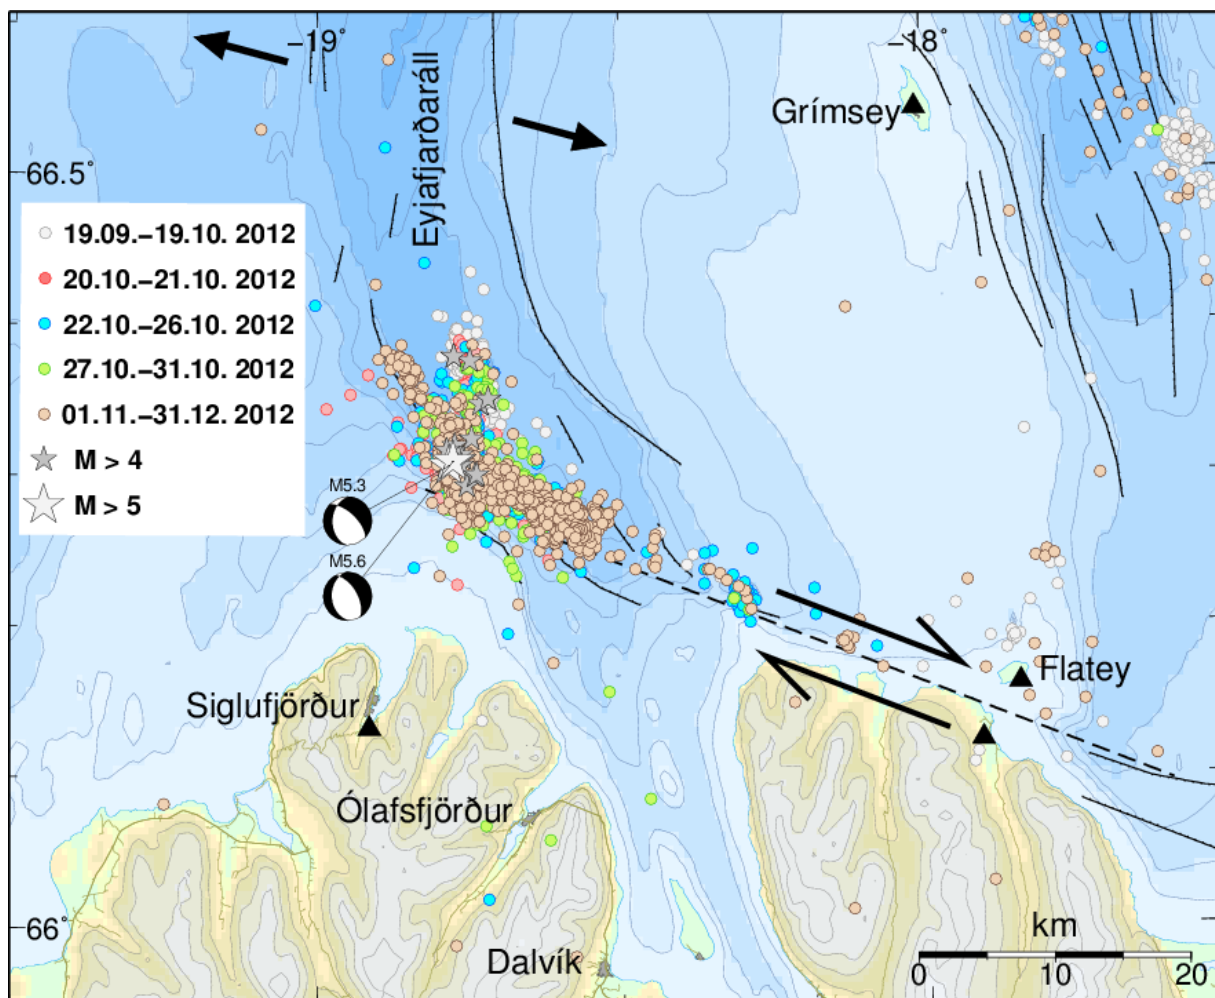 −19°
−18°
Eyjafjarðaráll
Grímsey
66.5°
19.09.−19.10. 2012
20.10.−21.10. 2012
22.10.−26.10. 2012
27.10.−31.10. 2012
01.11.−31.12. 2012
M > 4
M > 5
M5.3
M5.6
Flatey
Siglufjörður
Ólafsfjörður
66°
km
Dalvík
0 10 20